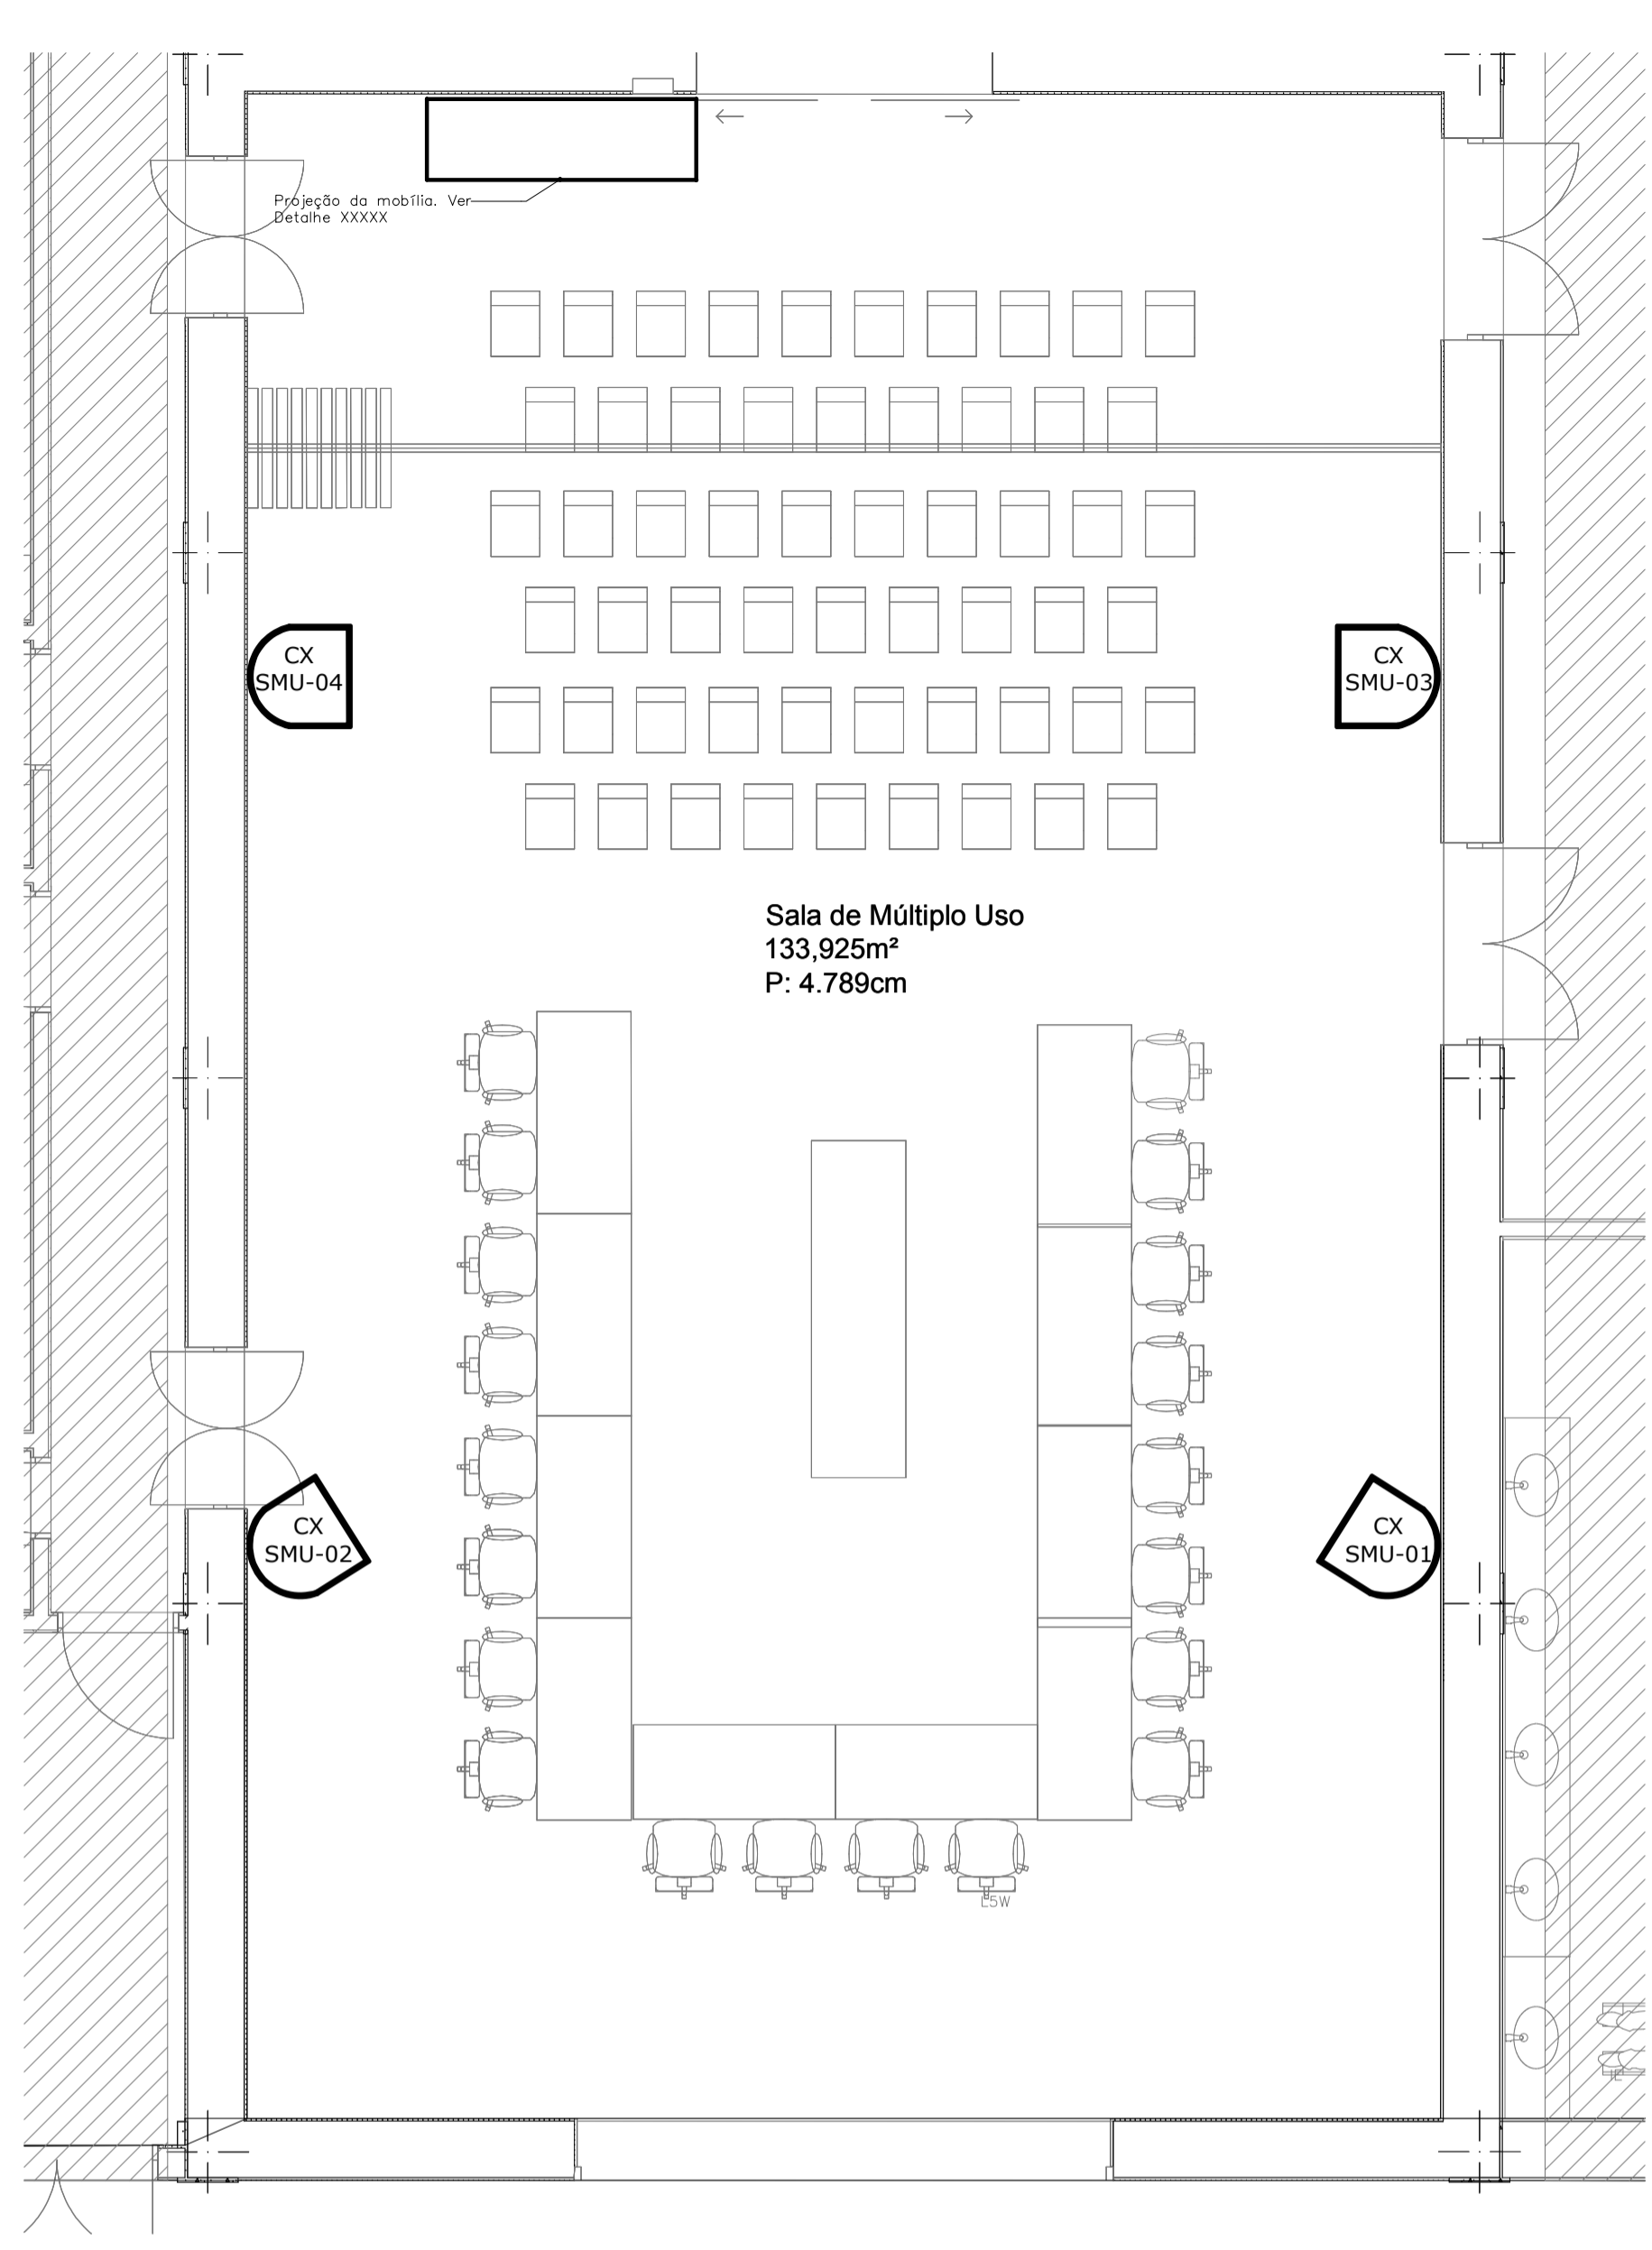 Projeção da mobília. Ver
Detalhe XXXXX
CX
SMU-04
CX
SMU-03
Sala de Múltiplo Uso
133,925m²
P: 4.789cm
CX
SMU-02
CX
SMU-01